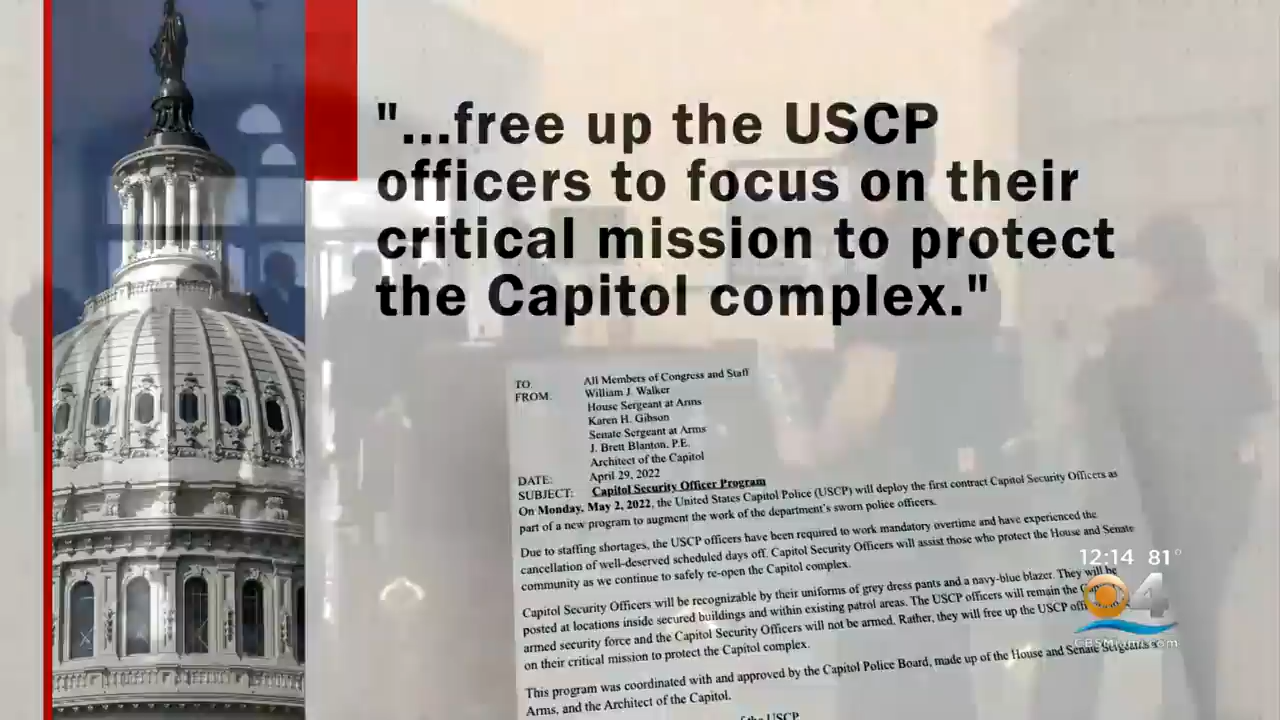 "...free up the USCP
officers to focus on their
critical mission to protect
the Capitol complex."
TO All Members of Congress and Staff
FROM: William J. Walker
House Sergeant at Arms
Karen H. Gibson
Senate Sergeant at Arms
J. Brett Blanton, P.E.
Architect of the Capitol
DATE: April 29, 2022
SUBJECT: Capitol Security Officer Program
On Monday, May 2, 2022, the United States Capitol Police (USCP) will deploy the first contract Capitol Security Officers as
part of a new program to augment the work of the department's sworn police officers.
Due to staffing shortages, the USCP officers have been required to work mandatory overtime and have experienced the
cancellation of well-deserved scheduled days off. Capitol Security Officers will assist those who protect the House and Senate
community as we continue to safely re-open the Capitol complex.
Capitol Security Officers will be recognizable by their uniforms of grey dress pants and a navy-blue blazer. They will be
posted at locations inside secured buildings and within existing patrol areas. The USCP officers will remain the
armed security force and the Capitol Security Officers will not be armed. Rather, they will free up the USCP
on their critical mission to protect the Capitol complex.
This program was coordinated with and approved by the Capitol Police Board, made up of the House and Senate Sergeants
Arms, and the Architect of the Capitol.
of the USCP
12:14 81°
4
CBSMiami.com